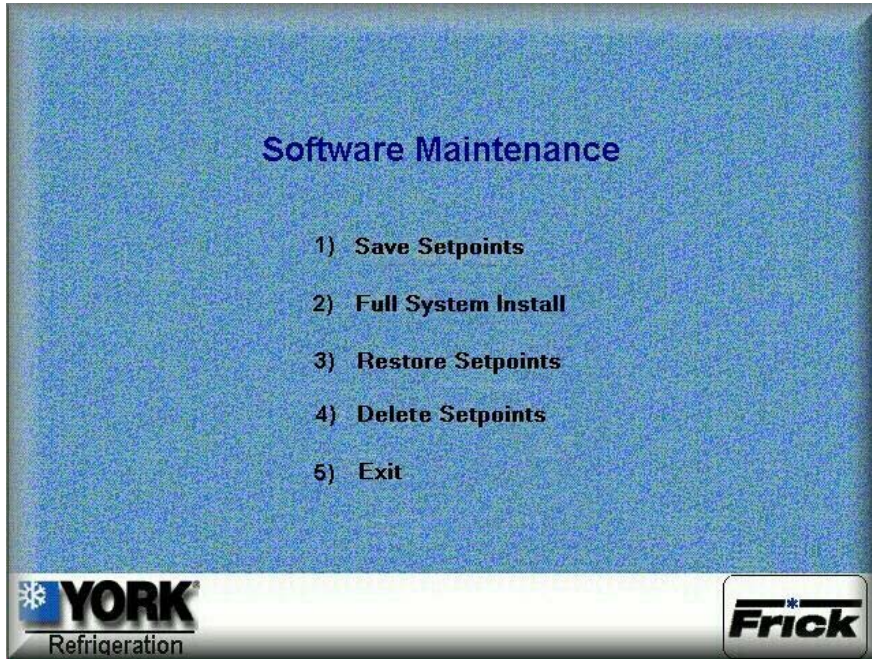 Software Maintenance
1) Save Setpoints
2) Full System Install
3) Restore Setpoints
4) Delete Setpoints
5) Exit
YORK®
Refrigeration
Frick